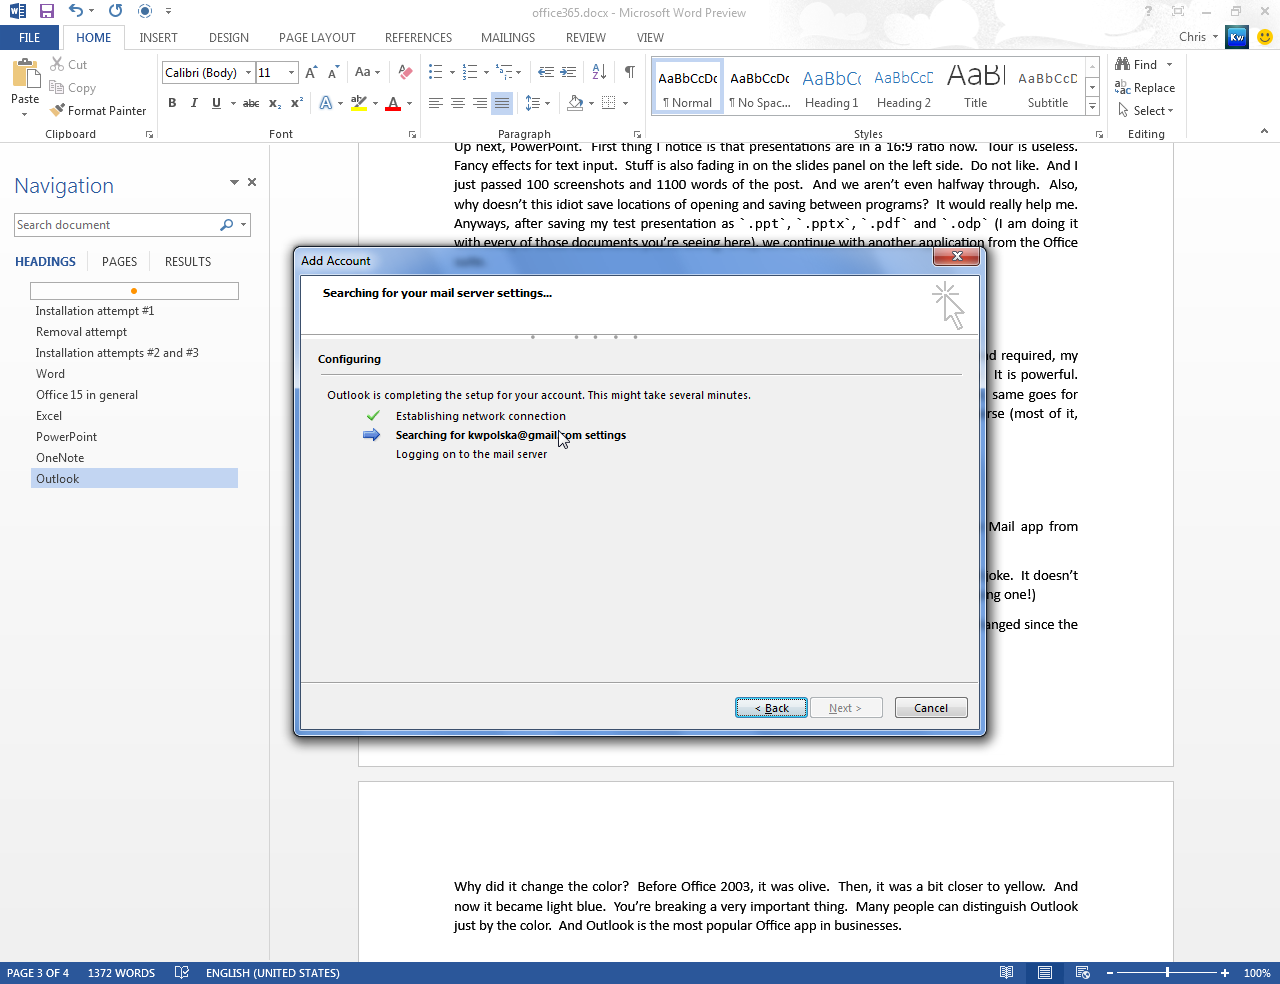 office365.docx - Microsoft Word Preview
FILE HOME INSERT DESIGN PAGE LAYOUT REFERENCES MAILINGS REVIEW VIEW Chris Kw
Paste
Cut
Copy
Format Painter
Clipboard
Calibri (Body) 11
Font
Paragraph
AaBbCcDc AaBbCcDc AaBbCc AaBbCcD AaB AaBbCcD
¶ Normal ¶ No Spac... Heading 1 Heading 2 Title Subtitle
Styles
Find
Replace
Select
Editing
Navigation
Search document
HEADINGS PAGES RESULTS
Installation attempt #1
Removal attempt
Installation attempts #2 and #3
Word
Office 15 in general
Excel
PowerPoint
OneNote
Outlook
Up next, PowerPoint. First thing I notice is that presentations are in a 16:9 ratio now. Tour is useless.
Fancy effects for text input. Stuff is also fading in on the slides panel on the left side. Do not like. And I
just passed 100 screenshots and 1100 words of the post. And we aren't even halfway through. Also,
why doesn't this idiot save locations of opening and saving between programs? It would really help me.
Anyways, after saving my test presentation as `.ppt`, `.pptx`, `.pdf` and `.odp` (I am doing it
with every of those documents you're seeing here), we continue with another application from the Office
Add Account
Searching for your mail server settings...
Configuring
Outlook is completing the setup for your account. This might take several minutes.
Establishing network connection
Searching for kwpolska@gmail.com settings
Logging on to the mail server
< Back Next > Cancel
d required, my
It is powerful.
same goes for
rse (most of it,
Mail app from
joke. It doesn't
ng one!)
anged since the
Why did it change the color? Before Office 2003, it was olive. Then, it was a bit closer to yellow. And
now it became light blue. You're breaking a very important thing. Many people can distinguish Outlook
just by the color. And Outlook is the most popular Office app in businesses.
PAGE 3 OF 4 1372 WORDS ENGLISH (UNITED STATES) 100%